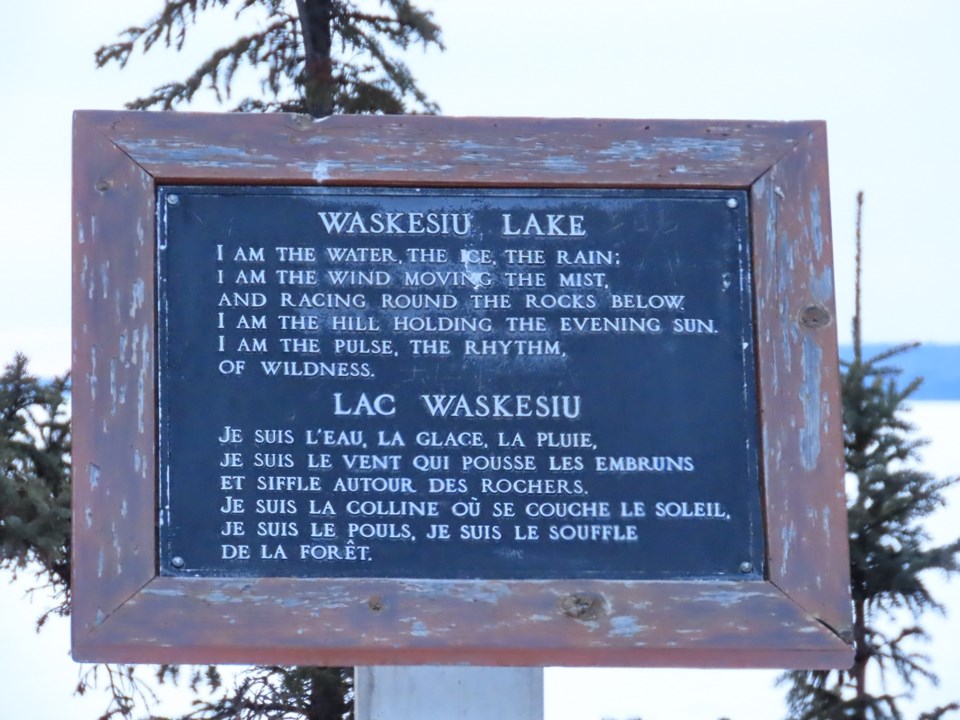 WASKESIU LAKE
I AM THE WATER, THE ICE, THE RAIN;
I AM THE WIND MOVING THE MIST,
AND RACING ROUND THE ROCKS BELOW.
I AM THE HILL HOLDING THE EVENING SUN.
I AM THE PULSE, THE RHYTHM,
OF WILDNESS.
LAC WASKESIU
JE SUIS L'EAU, LA GLACE, LA PLUIE,
JE SUIS LE VENT QUI POUSSE LES EMBRUNS
ET SIFFLE AUTOUR DES ROCHERS.
JE SUIS LA COLLINE OÙ SE COUCHE LE SOLEIL,
JE SUIS LE POULS, JE SUIS LE SOUFFLE
DE LA FORÊT.